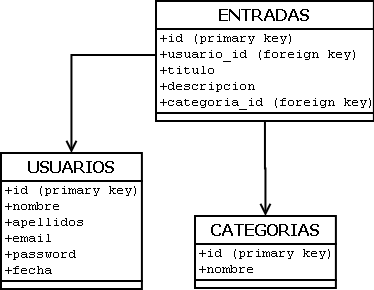 ENTRADAS
+id (primary key)
+usuario_id (foreign key)
+titulo
+descripcion
+categoria_id (foreign key)
USUARIOS
+id (primary key)
+nombre
+apellidos
+email
+password
+fecha
CATEGORIAS
+id (primary key)
+nombre